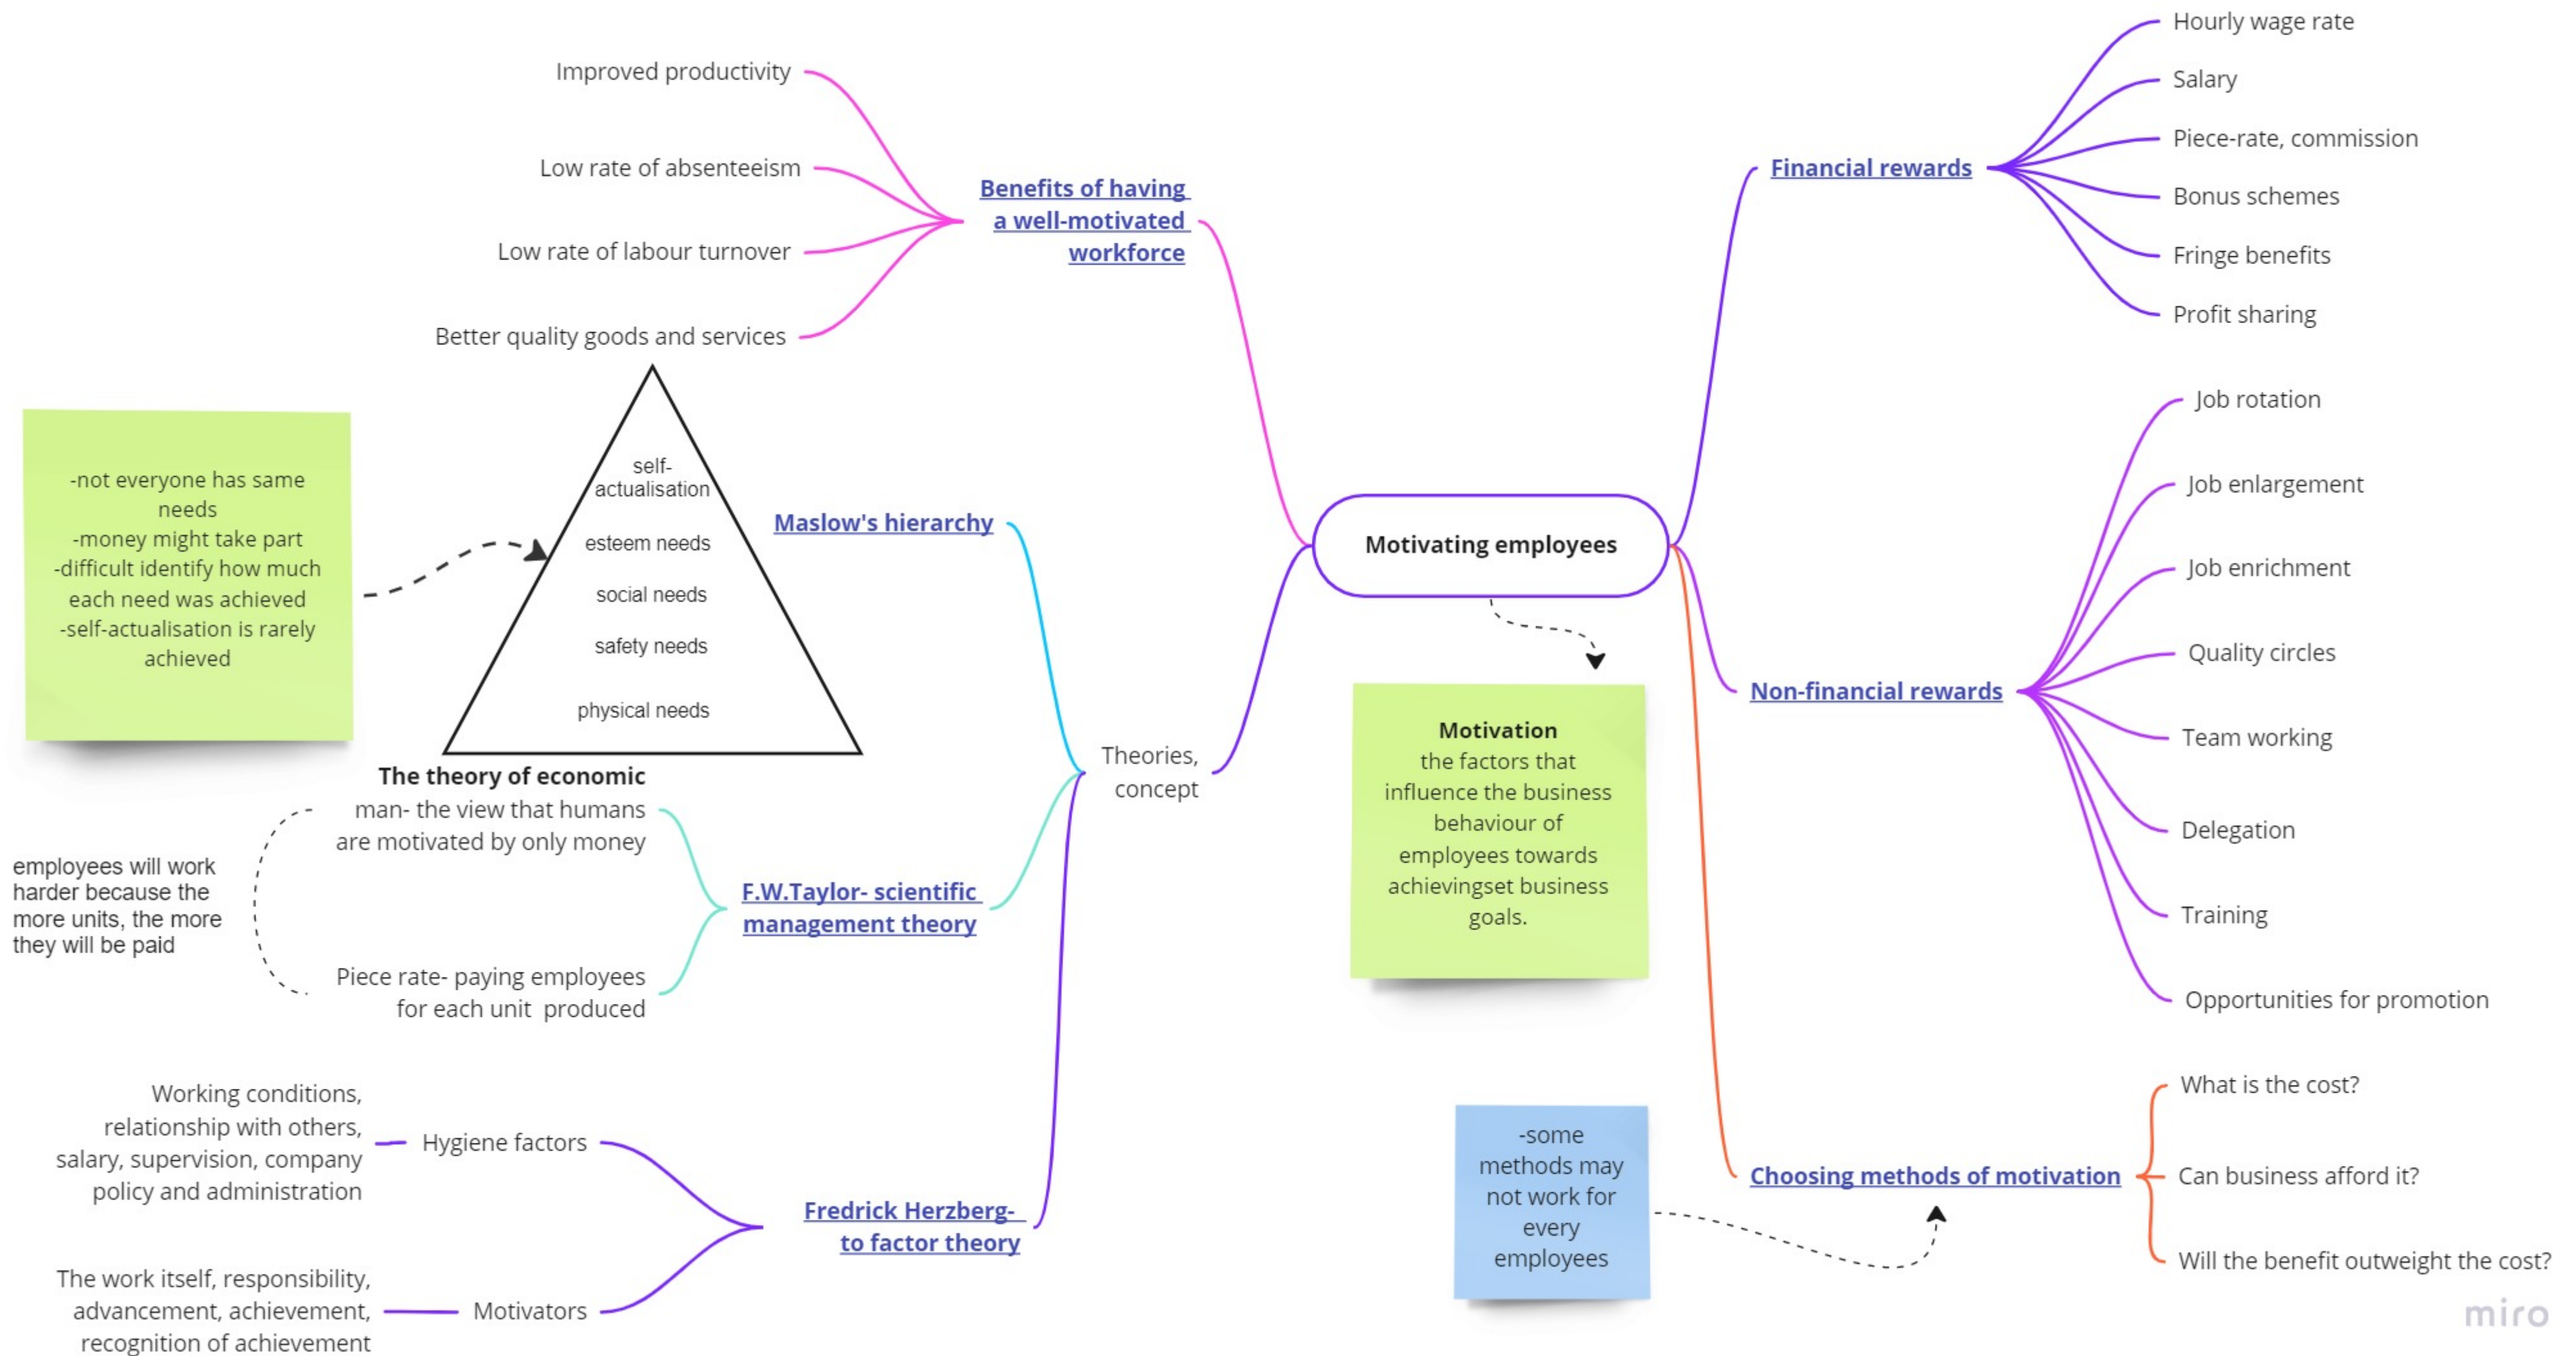 Motivating employees
Motivation
the factors that
influence the business
behaviour of
employees towards
achievingset business
goals.
Benefits of having
a well-motivated
workforce
Improved productivity
Low rate of absenteeism
Low rate of labour turnover
Better quality goods and services
Theories,
concept
Maslow's hierarchy
self-
actualisation
esteem needs
social needs
safety needs
physical needs
-not everyone has same
needs
-money might take part
-difficult identify how much
each need was achieved
-self-actualisation is rarely
achieved
F.W.Taylor- scientific
management theory
The theory of economic
man- the view that humans
are motivated by only money
Piece rate- paying employees
for each unit  produced
employees will work
harder because the
more units, the more
they will be paid
Fredrick Herzberg-
to factor theory
Hygiene factors
Working conditions,
relationship with others,
salary, supervision, company
policy and administration
Motivators
The work itself, responsibility,
advancement, achievement,
recognition of achievement
Financial rewards
Hourly wage rate
Salary
Piece-rate, commission
Bonus schemes
Fringe benefits
Profit sharing
Non-financial rewards
Job rotation
Job enlargement
Job enrichment
Quality circles
Team working
Delegation
Training
Opportunities for promotion
Choosing methods of motivation
What is the cost?
Can business afford it?
Will the benefit outweight the cost?
-some
methods may
not work for
every
employees
miro